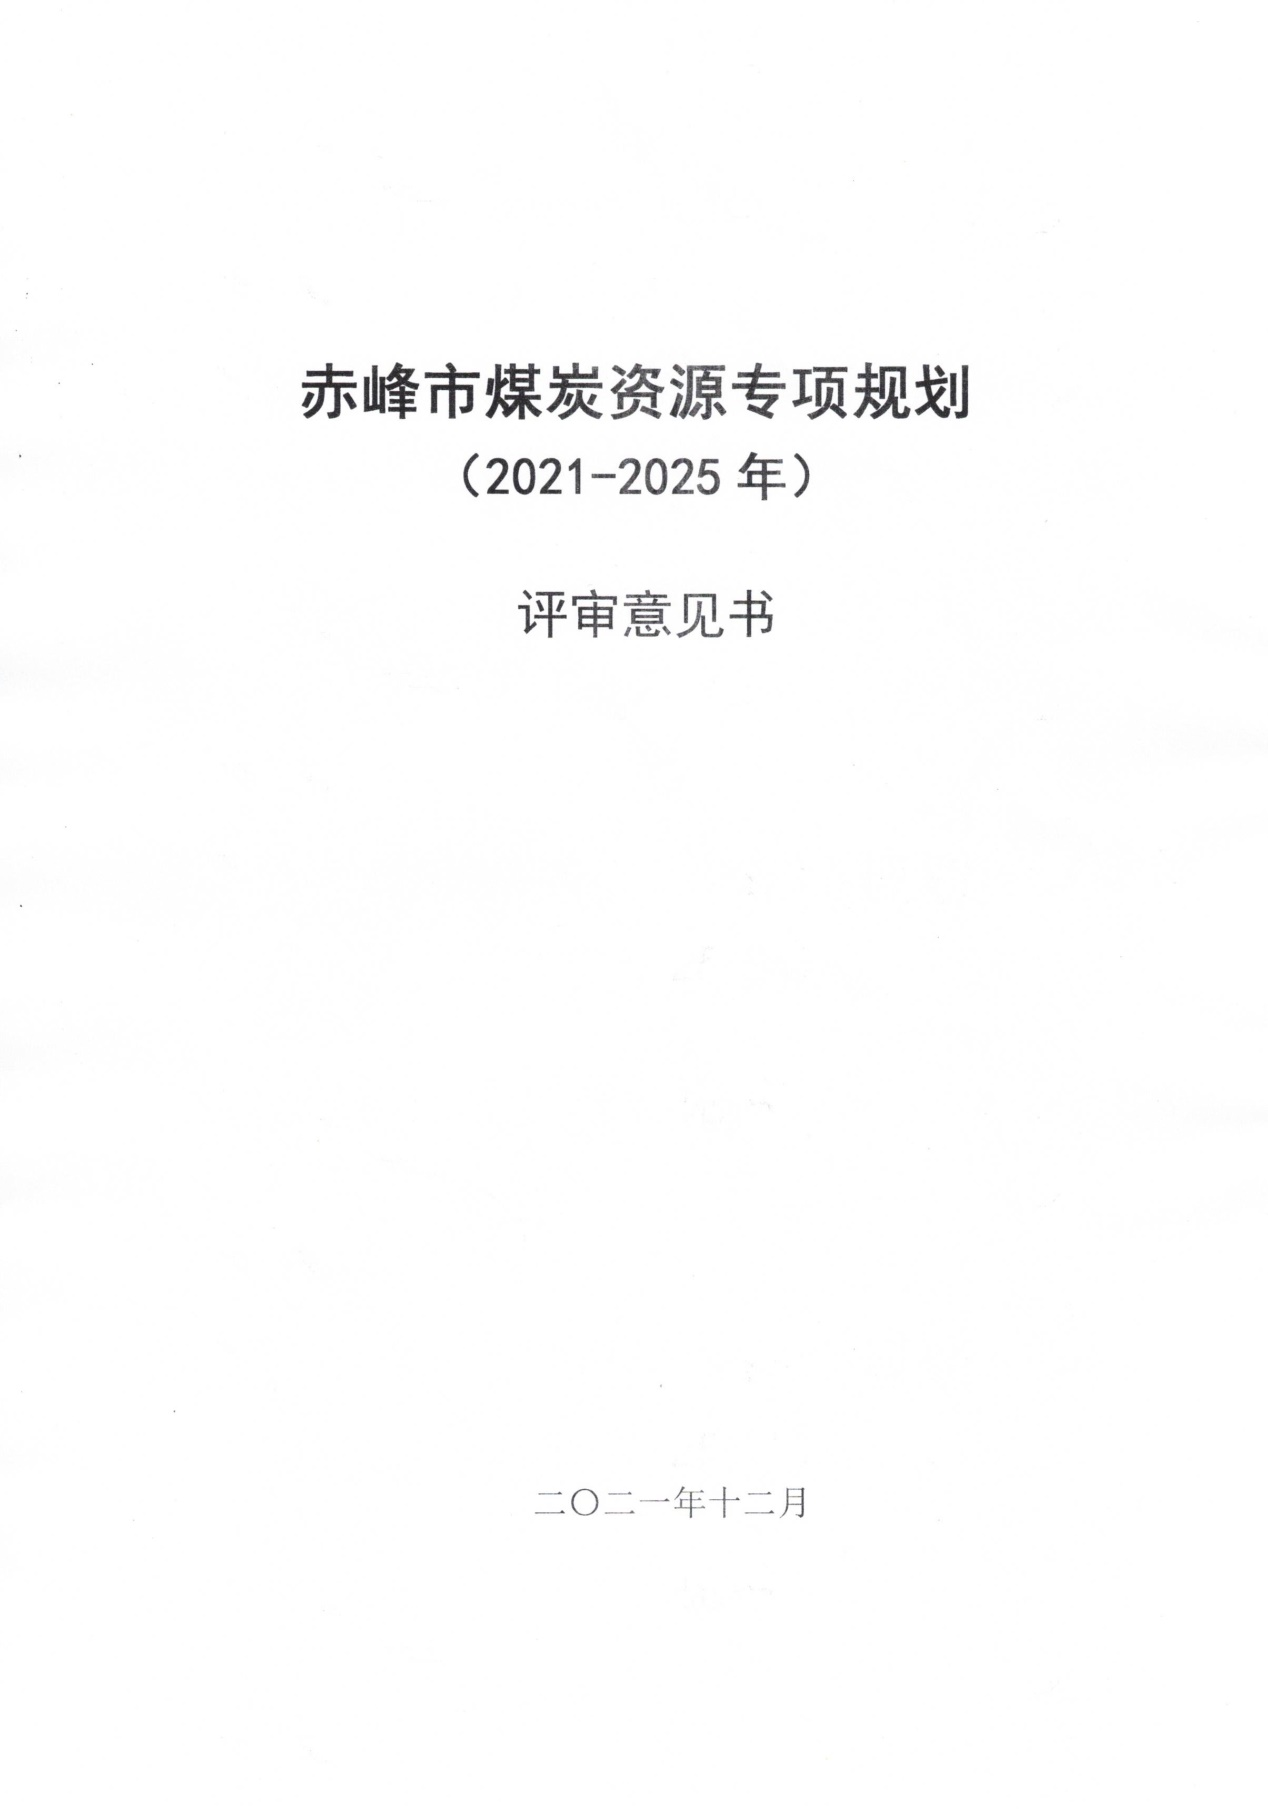 赤峰市煤炭资源专项规划
（2021-2025 年）
评审意见书
二〇二一年十二月